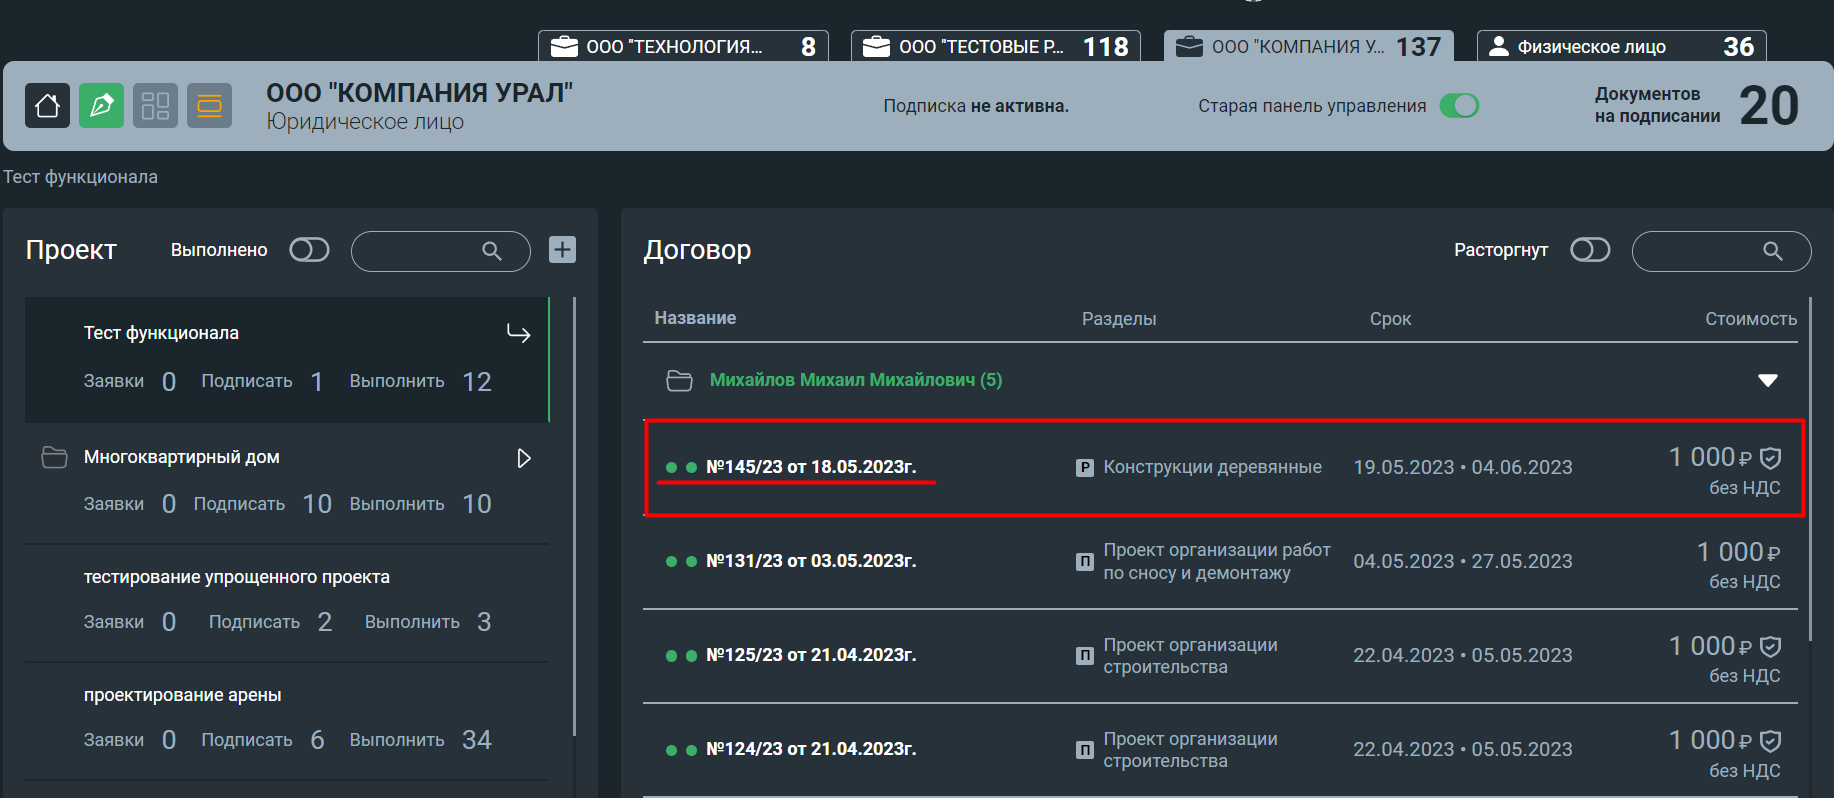 ООО "ТЕХНОЛОГИЯ... 8
ООО "ТЕСТОВЫЕ Р... 118
ООО "КОМПАНИЯ У... 137
Физическое лицо 36
ООО "КОМПАНИЯ УРАЛ"
Юридическое лицо
Подписка не активна.
Старая панель управления
Документов
на подписании
20
Тест функционала
Проект
Выполнено
Тест функционала
Заявки 0 Подписать 1 Выполнить 12
Многоквартирный дом
Заявки 0 Подписать 10 Выполнить 10
тестирование упрощенного проекта
Заявки 0 Подписать 2 Выполнить 3
проектирование арены
Заявки 0 Подписать 6 Выполнить 34
Договор
Расторгнут
Название Разделы Срок Стоимость
Михайлов Михаил Михайлович (5)
№145/23 от 18.05.2023г. Р Конструкции деревянные 19.05.2023 • 04.06.2023 1 000 ₽
без НДС
№131/23 от 03.05.2023г. П Проект организации работ
по сносу и демонтажу
04.05.2023 • 27.05.2023 1 000 ₽
без НДС
№125/23 от 21.04.2023г. П Проект организации
строительства
22.04.2023 • 05.05.2023 1 000 ₽
без НДС
№124/23 от 21.04.2023г. П Проект организации
строительства
22.04.2023 • 05.05.2023 1 000 ₽
без НДС